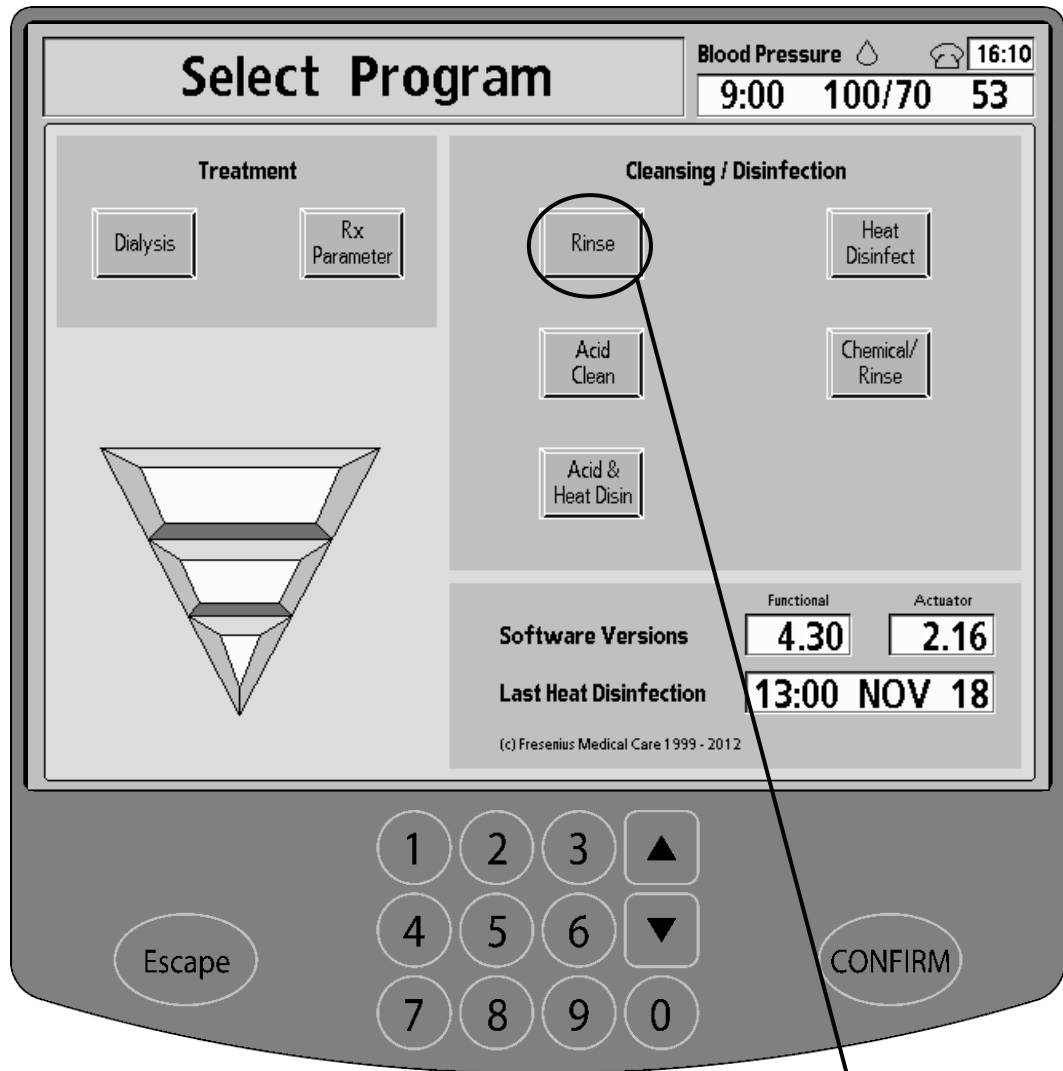 Select Program
Blood Pressure 16:10
9:00 100/70 53
Treatment
Dialysis
Rx
Parameter
Cleansing / Disinfection
Rinse
Heat
Disinfect
Acid
Clean
Chemical/
Rinse
Acid &
Heat Disin
Functional Actuator
Software Versions 4.30 2.16
Last Heat Disinfection 13:00 NOV 18
(c) Fresenius Medical Care 1999 - 2012
1 2 3 ▲
4 5 6 ▼
Escape
CONFIRM
7 8 9 0